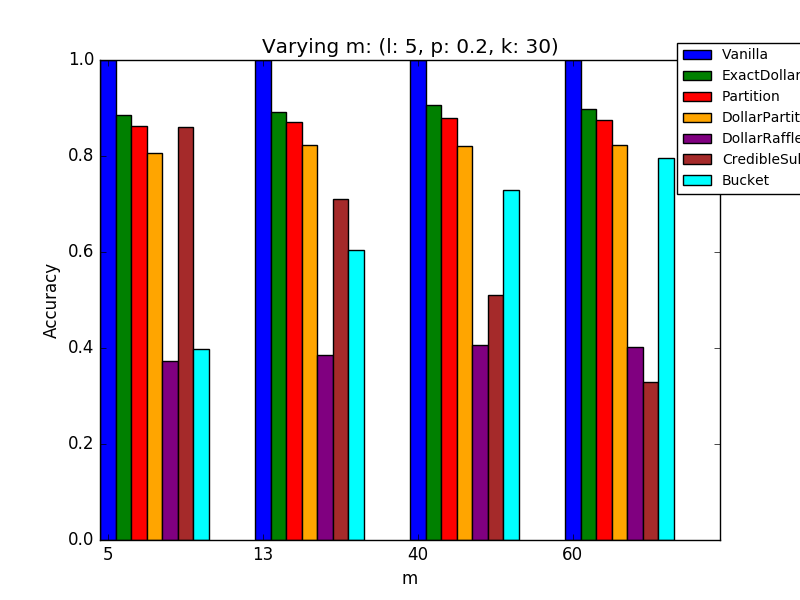 Varying m: (l: 5, p: 0.2, k: 30)
Vanilla
ExactDollar
Partition
DollarPartit
DollarRaffle
CredibleSul
Bucket
Accuracy
1.0
0.8
0.6
0.4
0.2
0.0
5 13 40 60
m